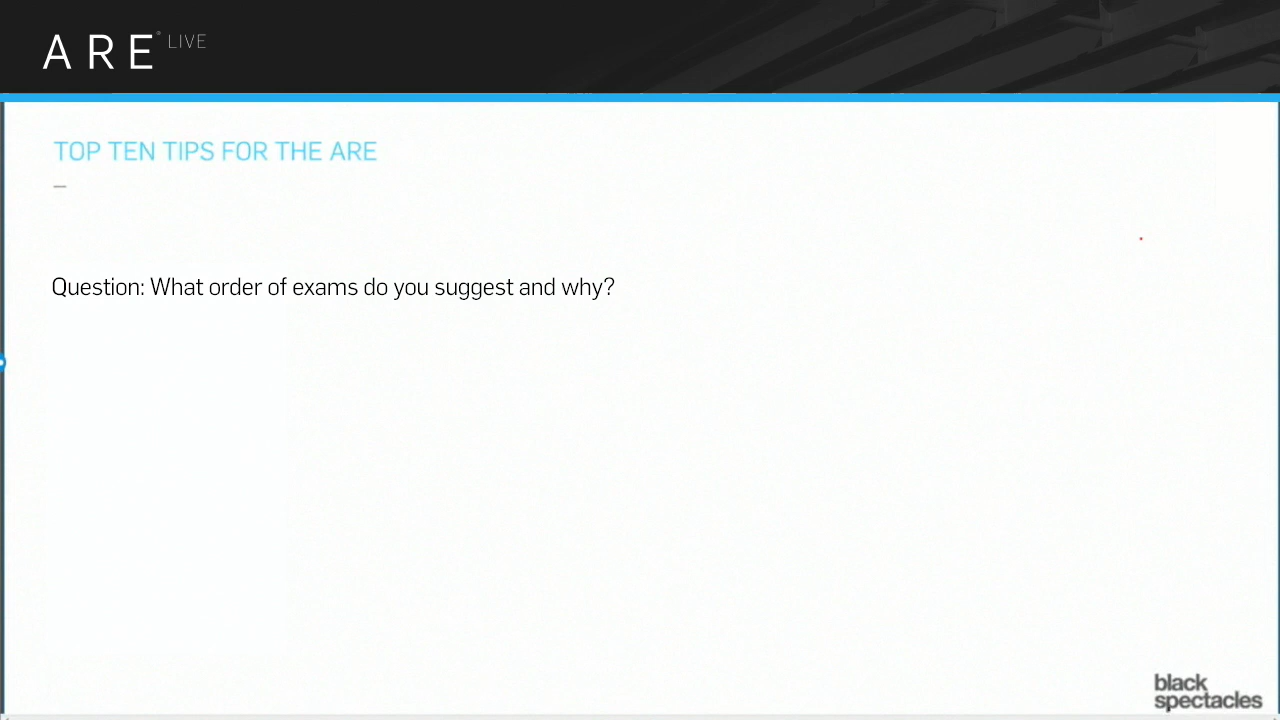 ARE® LIVE
TOP TEN TIPS FOR THE ARE
Question: What order of exams do you suggest and why?
black
spectacles